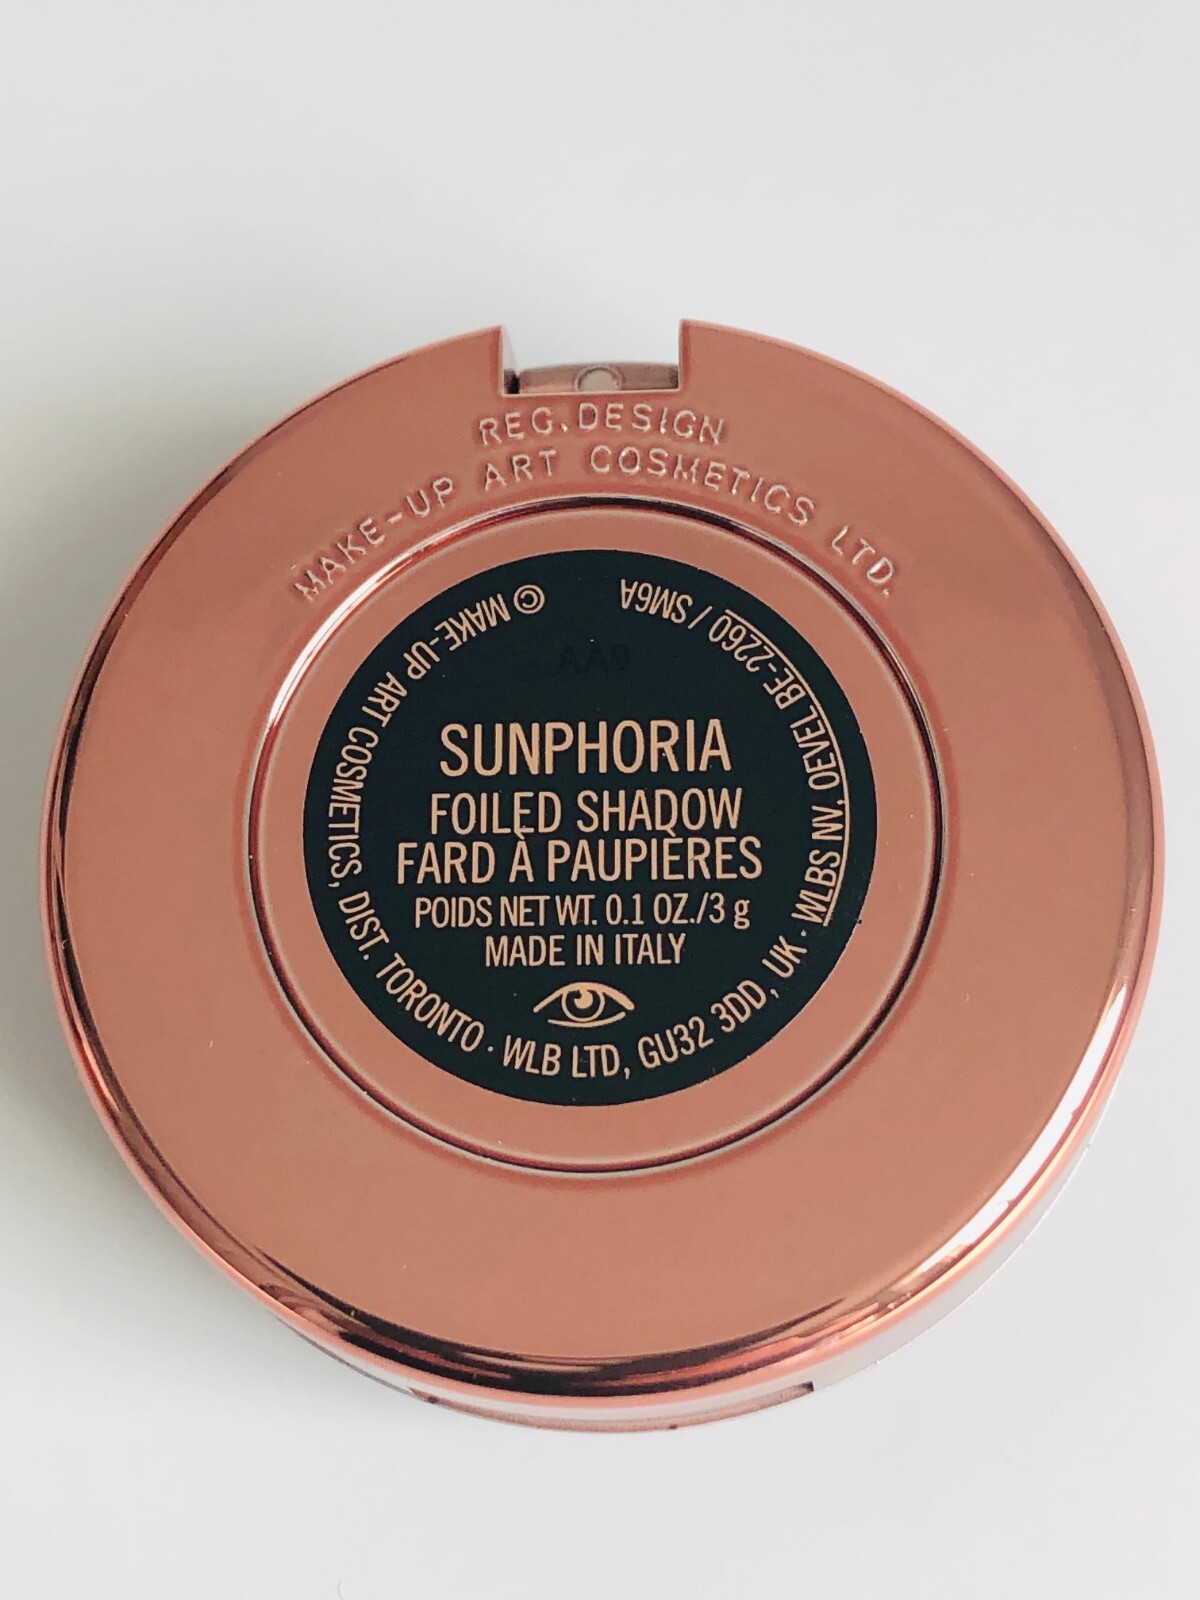 REG. DESIGN
MAKE-UP ART COSMETICS LTD.
AA9
SUNPHORIA
FOILED SHADOW
FARD À PAUPIÈRES
POIDS NET WT. 0.1 OZ./3 g
MADE IN ITALY
© MAKE-UP ART COSMETICS, DIST. TORONTO · WLB LTD, GU32 3DD, UK · WLBS NV, OEVEL BE-2260 / SM6A